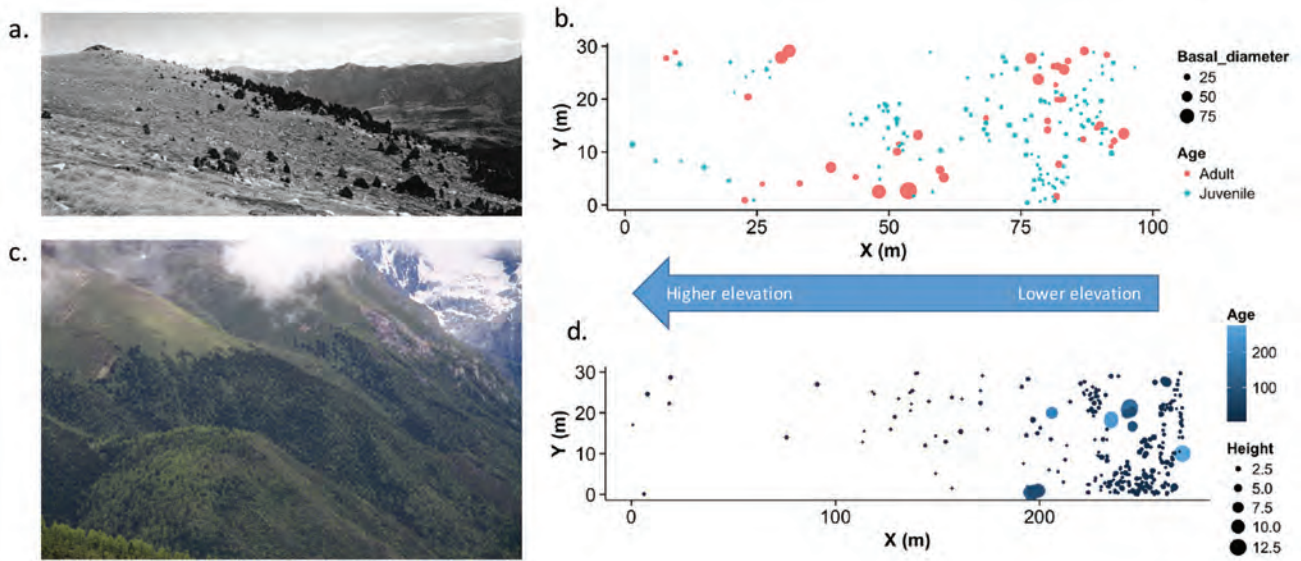 a.
b.
Y (m)
30
20
10
0
0
25
50
75
100
X (m)
Basal_diameter
25
50
75
Age
Adult
Juvenile
Higher elevation
Lower elevation
c.
d.
Y (m)
30
20
10
0
0
100
200
X (m)
Age
200
100
Height
2.5
5.0
7.5
10.0
12.5